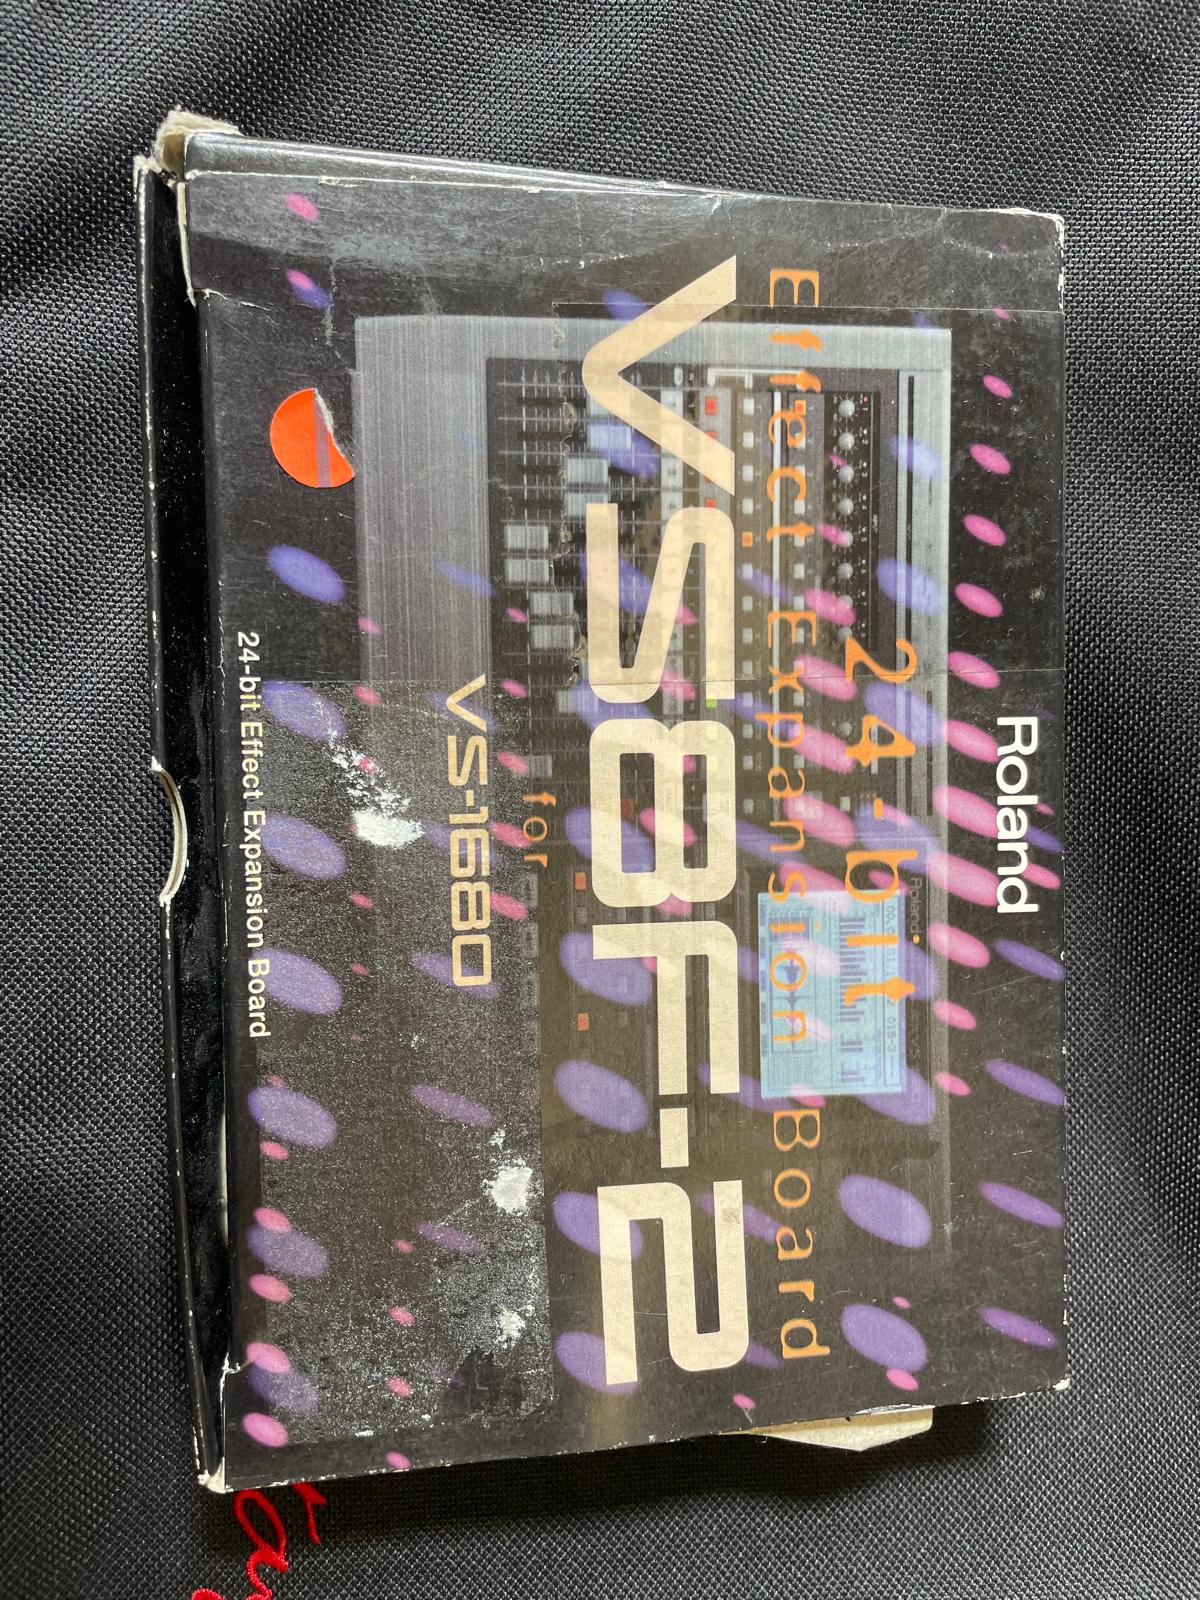 Roland
24-bit
Effect Expansion Board
VS8F-2
for
VS-1680
24-bit Effect Expansion Board